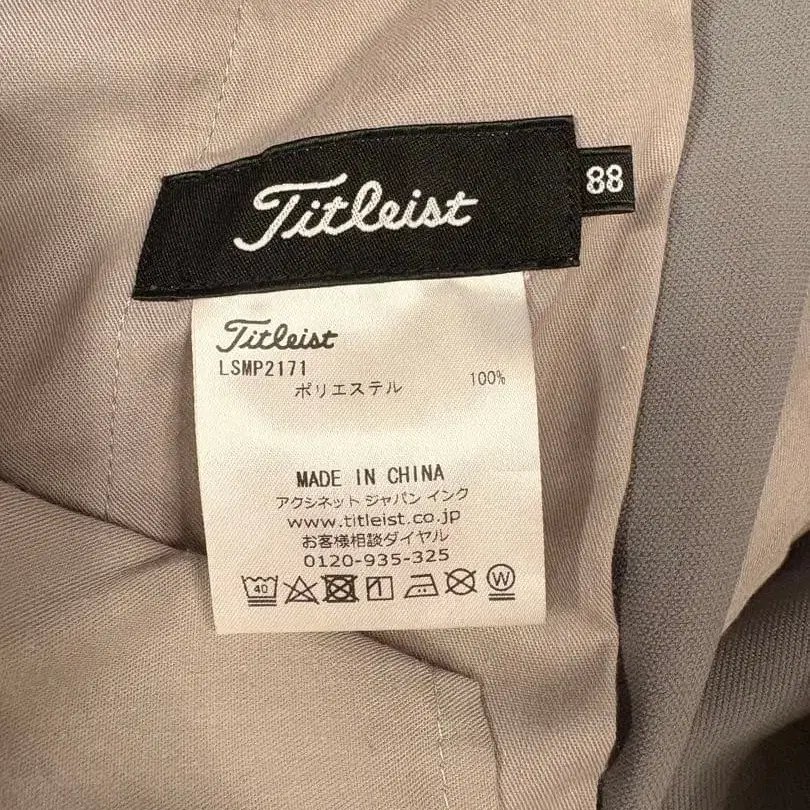 Titleist
88
Titleist
LSMP2171
ポリエステル 100%
MADE IN CHINA
アクシネット ジャパン インク
www.titleist.co.jp
お客様相談ダイヤル
0120-935-325
40
W